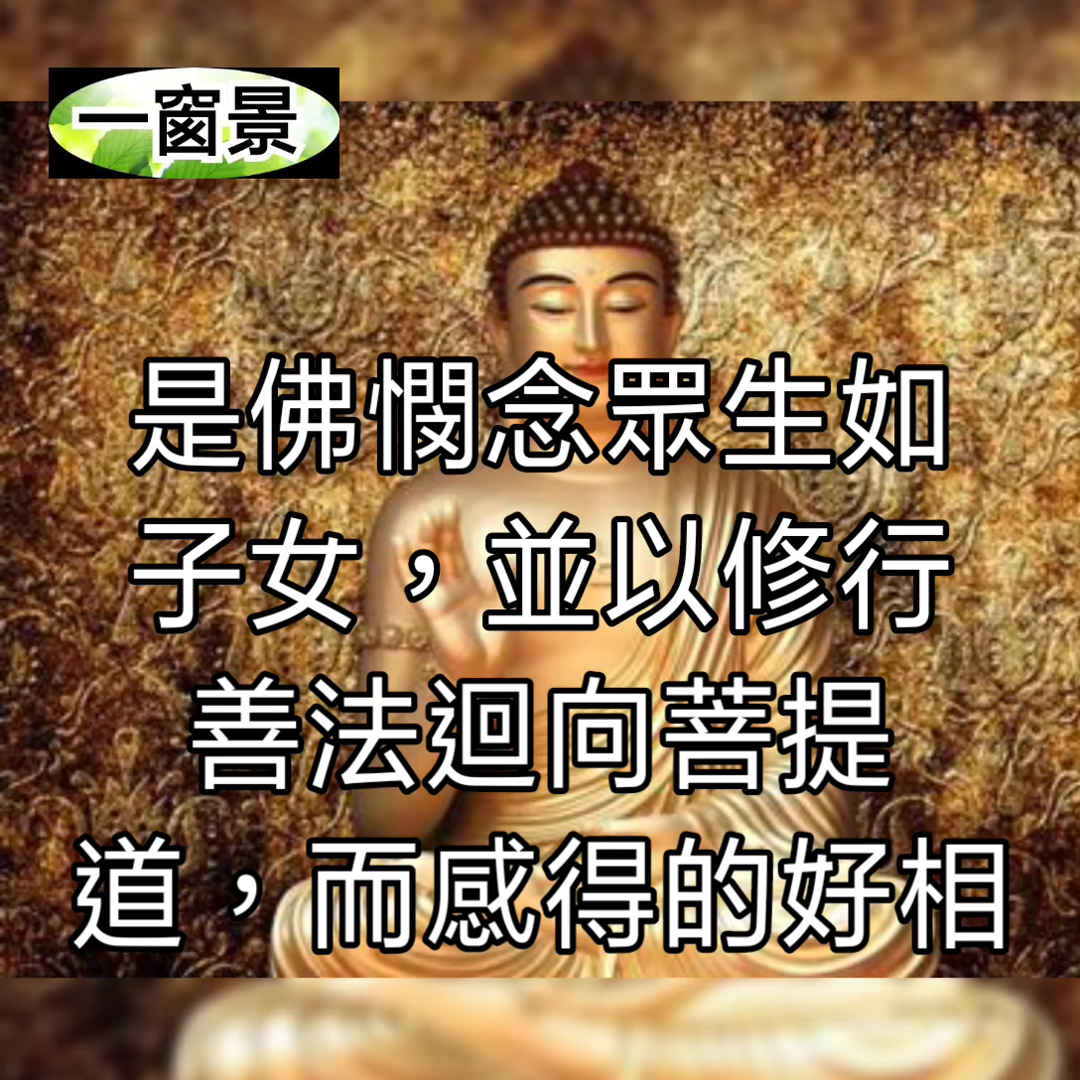 一窗景
是佛憫念眾生如
子女，並以修行
善法迴向菩提
道，而感得的好相